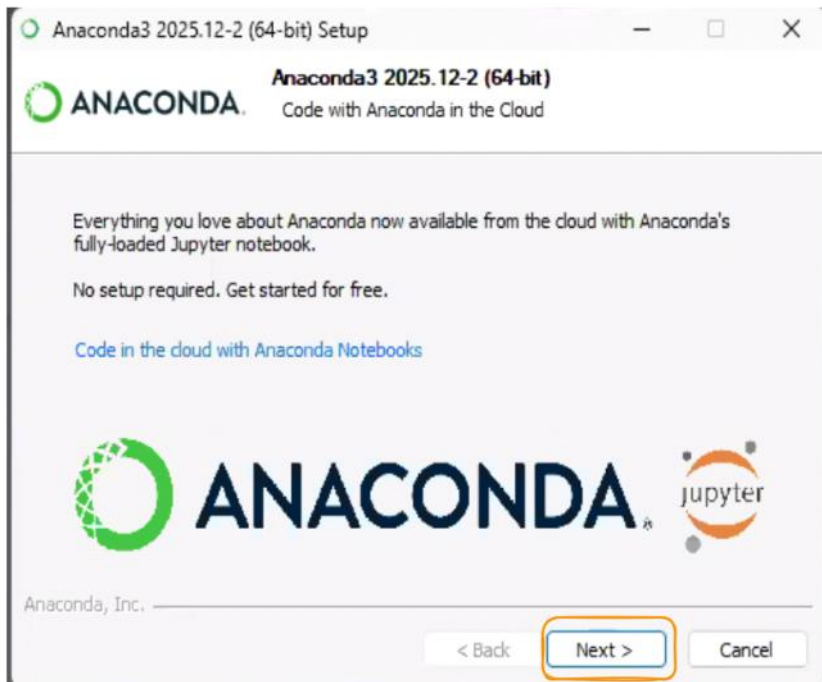 Anaconda3 2025.12-2 (64-bit) Setup
ANACONDA.
Anaconda3 2025.12-2 (64-bit)
Code with Anaconda in the Cloud
Everything you love about Anaconda now available from the cloud with Anaconda's
fully-loaded Jupyter notebook.
No setup required. Get started for free.
Code in the cloud with Anaconda Notebooks
ANACONDA.®
jupyter
Anaconda, Inc.
< Back
Next >
Cancel